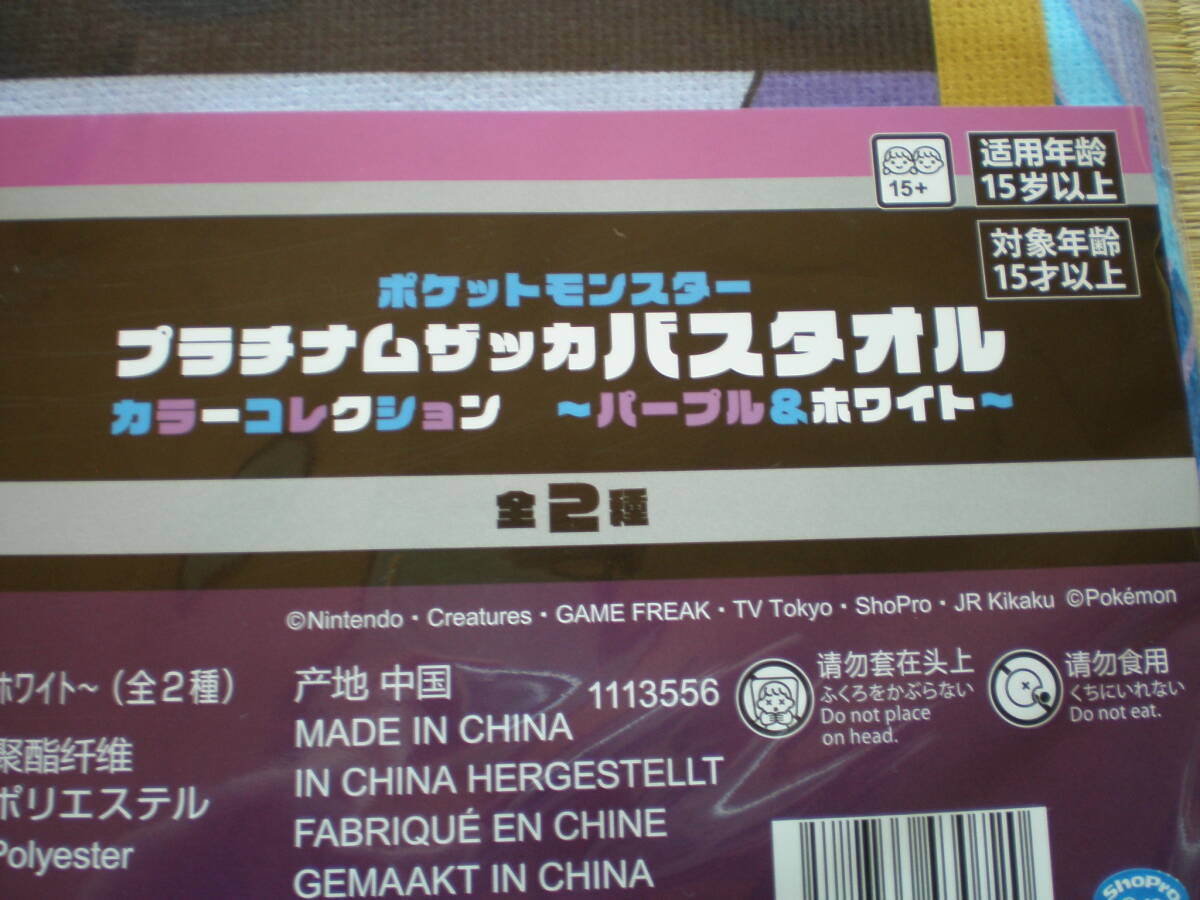 15+
适用年龄
15岁以上
対象年齢
15才以上
ポケットモンスター
プラチナムザッカバスタオル
カラーコレクション ～パープル&ホワイト～
全2種
©Nintendo・Creatures・GAME FREAK・TV Tokyo・ShoPro・JR Kikaku ©Pokémon
ホワイト～（全２種）
聚酯纤维
ポリエステル
Polyester
产地 中国
MADE IN CHINA
IN CHINA HERGESTELLT
FABRIQUÉ EN CHINE
GEMAAKT IN CHINA
1113556
请勿套在头上
ふくろをかぶらない
Do not place
on head.
请勿食用
くちにいれない
Do not eat.
ShoPro